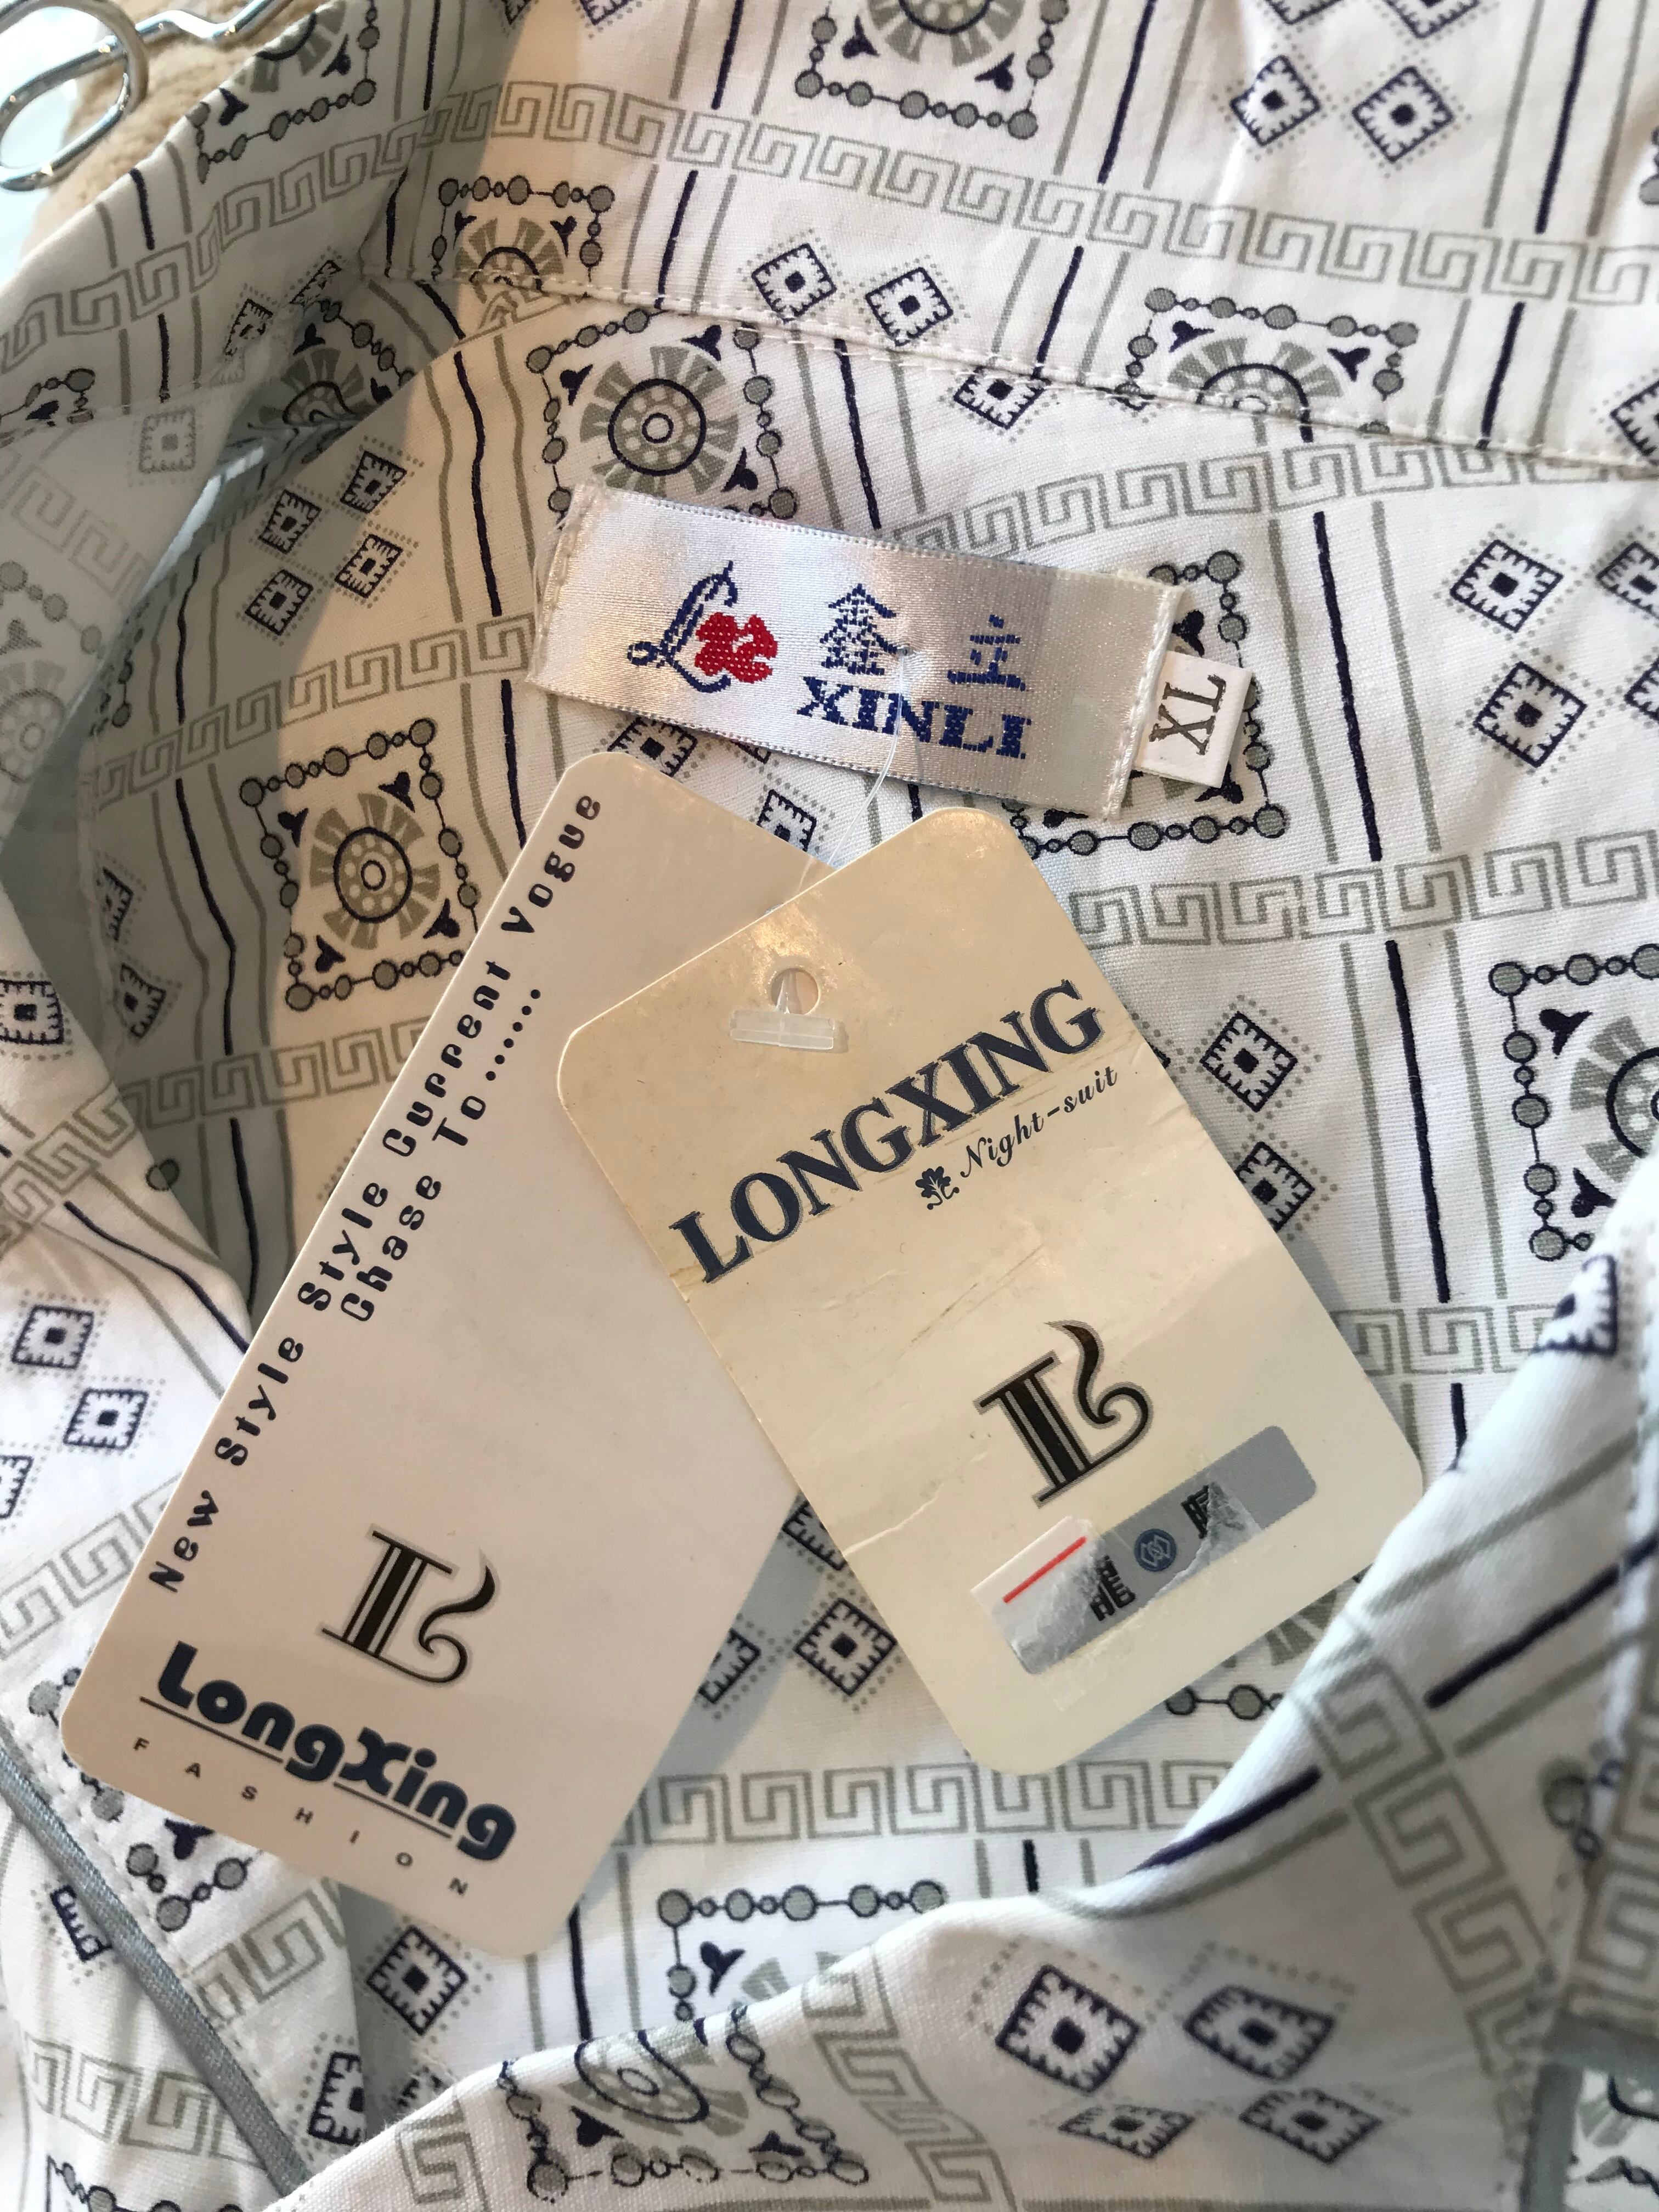 鑫立
XINLI
XL
New Style Style Current Vogue
Chase To......
LongXing
FASHION
LONGXING
Night-suit